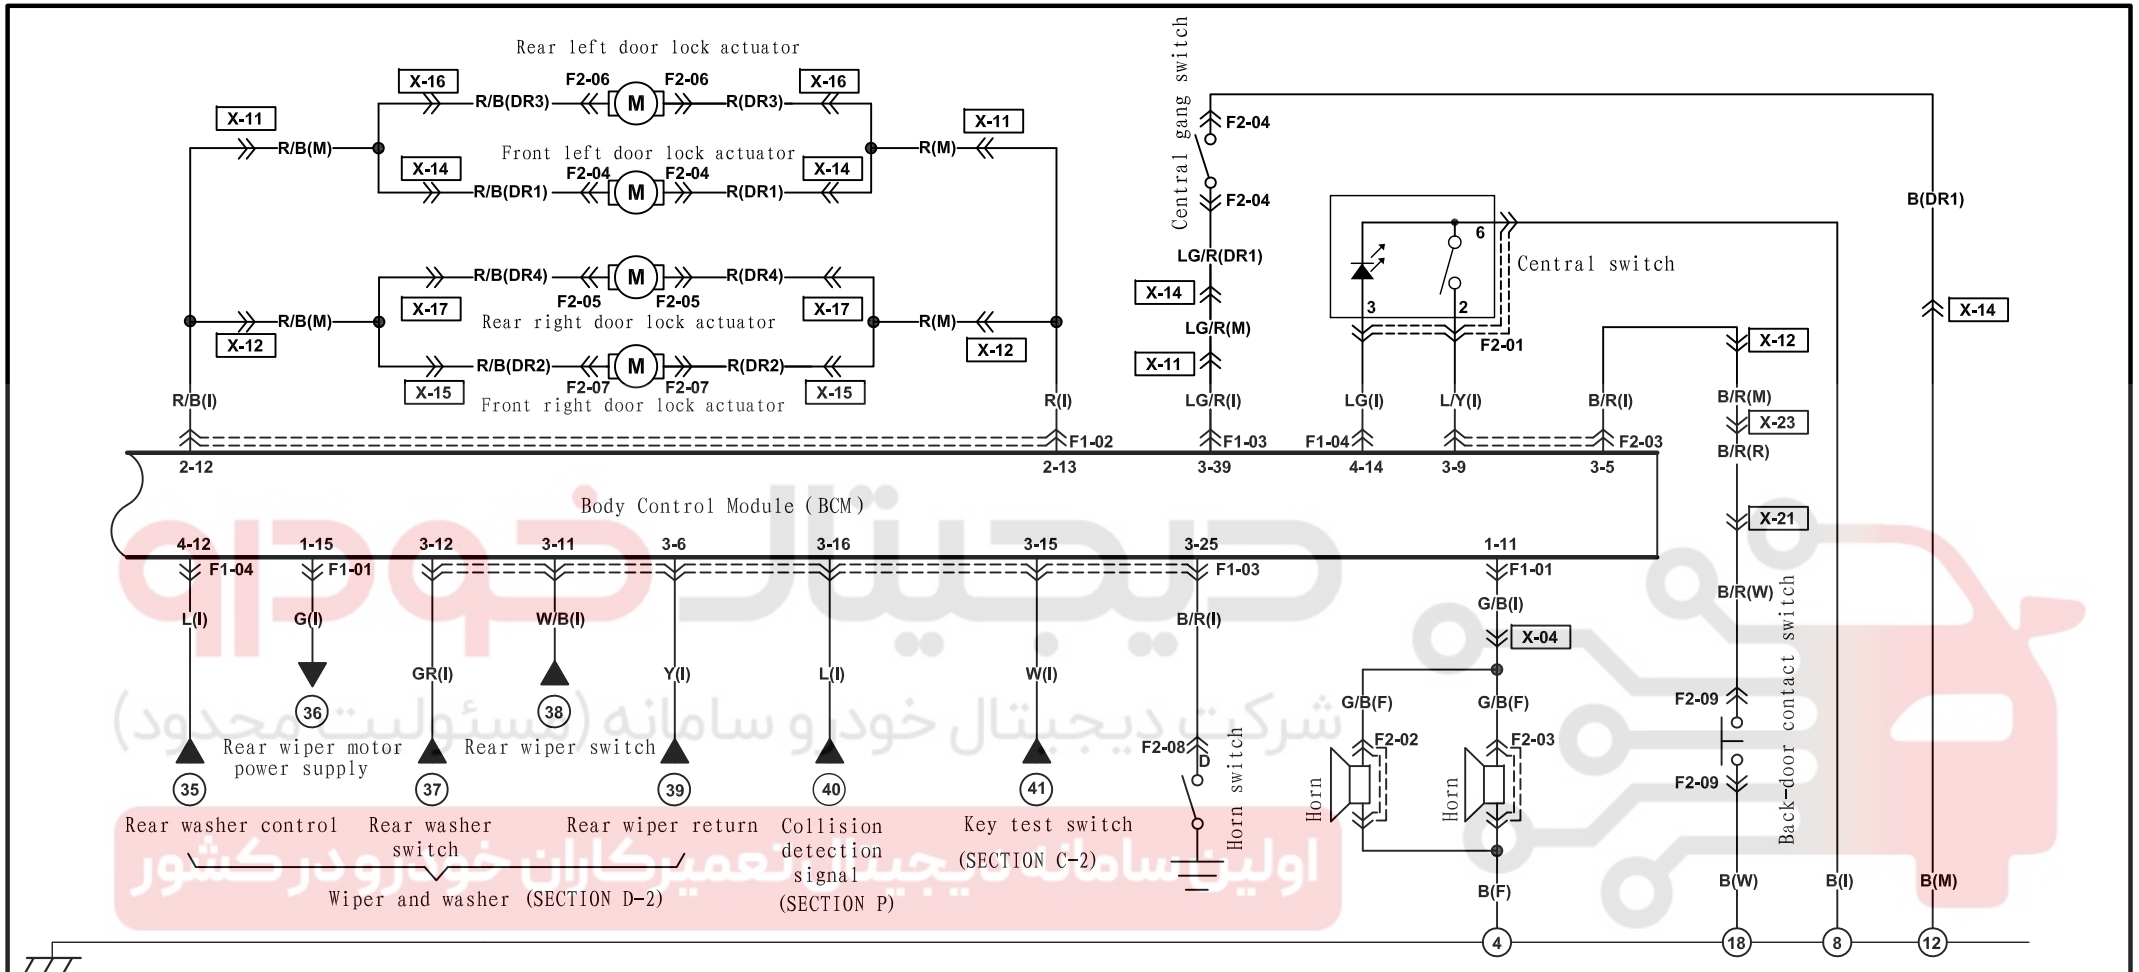 Rear left door lock actuator
X-16 F2-06 F2-06 X-16
R/B(DR3) M R(DR3)
X-11 X-11
R/B(M) R(M)
Front left door lock actuator
X-14 F2-04 F2-04 X-14
R/B(DR1) M R(DR1)
R/B(DR4) M R(DR4)
X-17 F2-05 F2-05 X-17
Rear right door lock actuator
R/B(M) R(M)
X-12 X-12
R/B(DR2) M R(DR2)
X-15 F2-07 F2-07 X-15
Front right door lock actuator
R/B(I) R(I)
F1-02
Central gang switch
F2-04
F2-04
LG/R(DR1)
X-14
LG/R(M)
X-11
LG/R(I)
F1-03
6
Central switch
3 2
F2-01
LG(I) L/Y(I) B/R(I)
F1-04 F2-03
B(DR1)
X-14
X-12
B/R(M)
X-23
B/R(R)
X-21
B/R(W)
Back-door contact switch
F2-09
F2-09
2-12 2-13 3-39 4-14 3-9 3-5
Body Control Module (BCM)
4-12 1-15 3-12 3-11 3-6 3-16 3-15 3-25 1-11
F1-04 F1-01 F1-03 F1-01
L(I) G(I) GR(I) W/B(I) Y(I) L(I) W(I) B/R(I) G/B(I)
X-04
G/B(F) G/B(F)
36 38
Rear wiper motor power supply
Rear wiper switch
F2-08 D
Horn switch
F2-02 F2-03
Horn Horn
35 37 39 40 41
Rear washer control
Rear washer switch
Rear wiper return
Collision detection signal (SECTION P)
Key test switch (SECTION C-2)
Wiper and washer (SECTION D-2)
B(F) B(W) B(I) B(M)
4 18 8 12
دیجیتال خودرو
شرکت دیجیتال خودرو سامانه (مسئولیت محدود)
اولین سامانه دیجیتال تعمیرکاران خودرو در کشور